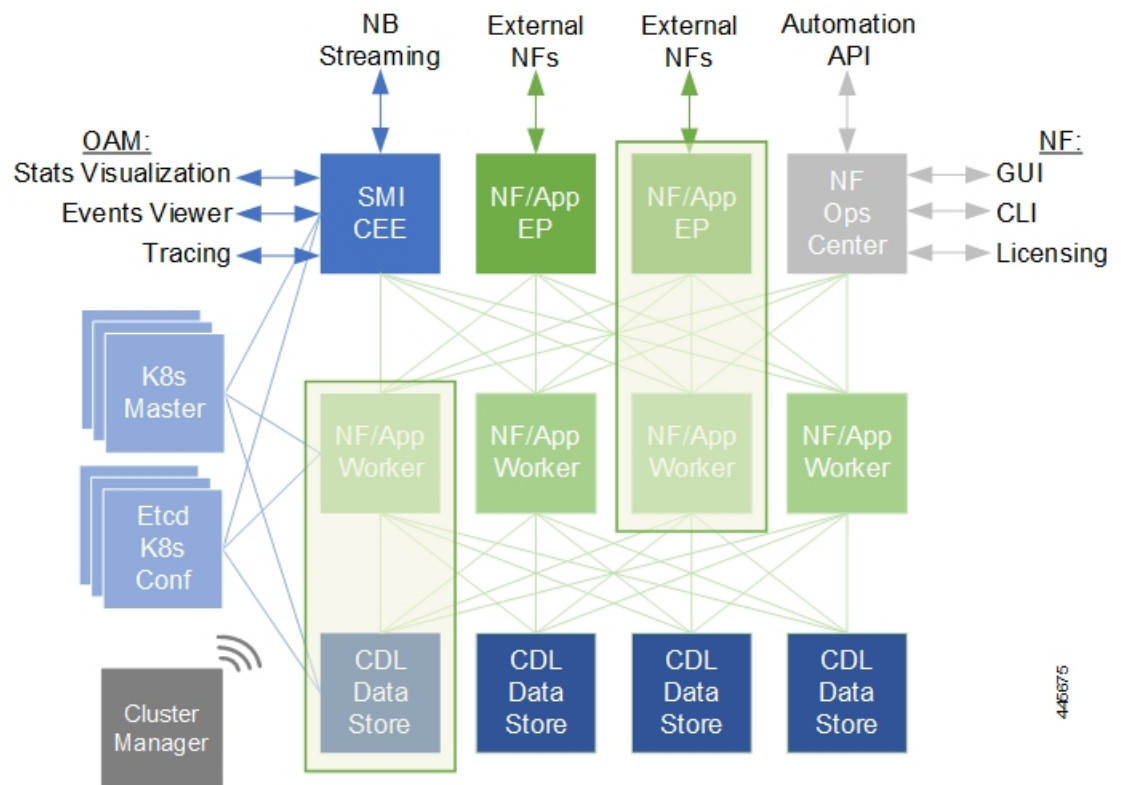 NB
Streaming
External
NFs
External
NFs
Automation
API
OAM:
Stats Visualization
Events Viewer
Tracing
SMI
CEE
NF/App
EP
NF/App
EP
NF
Ops
Center
NF:
GUI
CLI
Licensing
K8s
Master
NF/App
Worker
NF/App
Worker
NF/App
Worker
NF/App
Worker
Etcd
K8s
Conf
Cluster
Manager
CDL
Data
Store
CDL
Data
Store
CDL
Data
Store
CDL
Data
Store
445675